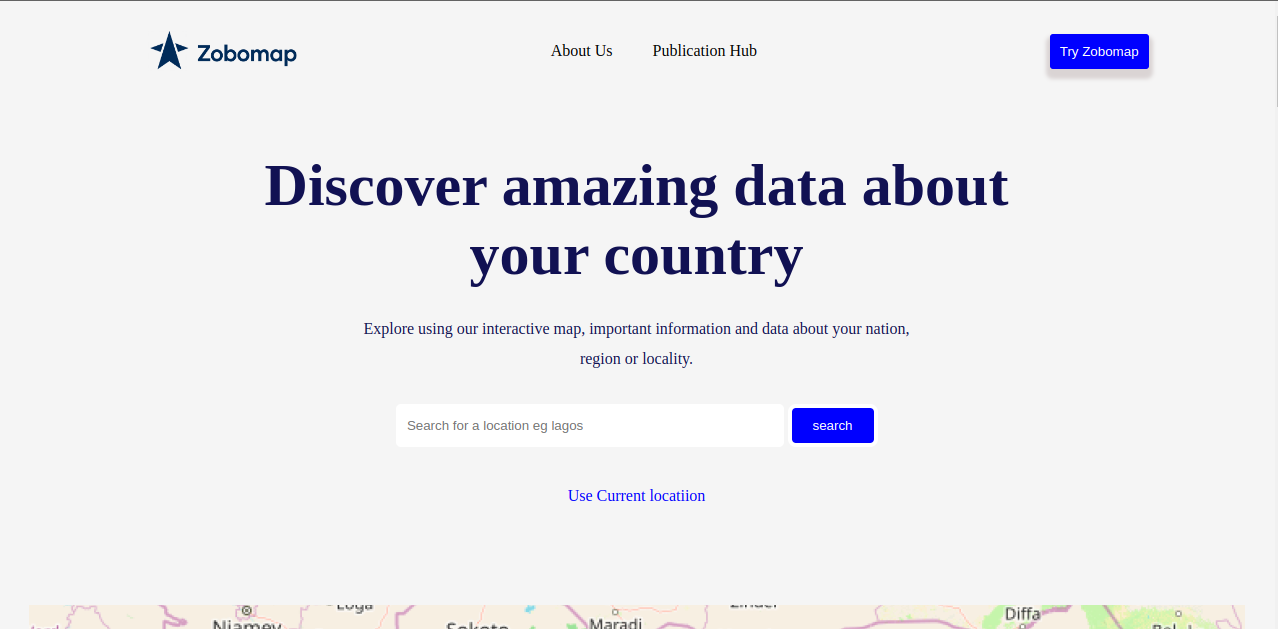 Zobomap
About Us
Publication Hub
Try Zobomap
Discover amazing data about
your country
Explore using our interactive map, important information and data about your nation,
region or locality.
Search for a location eg lagos
search
Use Current locatiion
Loga
Zinder
Diffa
Niamey
Sokoto
Maradi